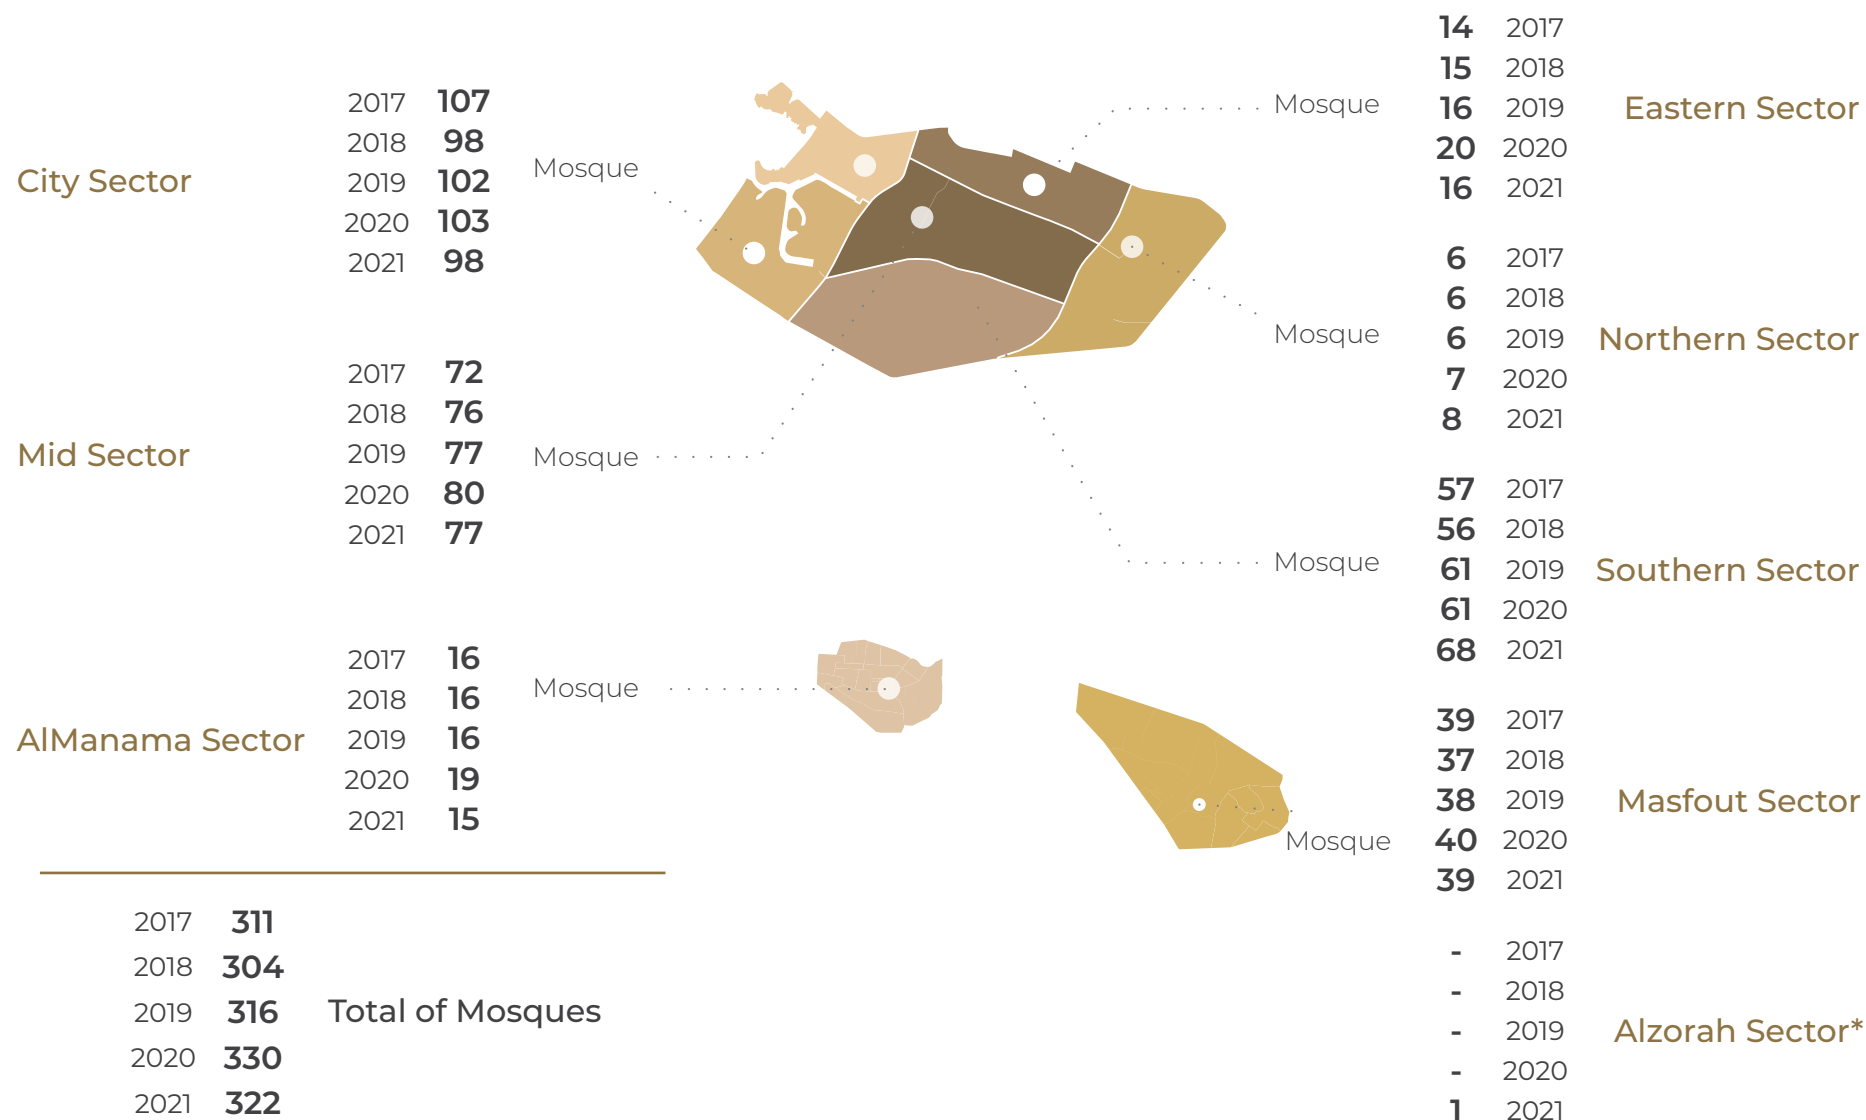 City Sector
2017 107
2018 98
2019 102
2020 103
2021 98
Mosque
Mid Sector
2017 72
2018 76
2019 77
2020 80
2021 77
Mosque
AlManama Sector
2017 16
2018 16
2019 16
2020 19
2021 15
Mosque
2017 311
2018 304
2019 316
2020 330
2021 322
Total of Mosques
Mosque
14 2017
15 2018
16 2019
20 2020
16 2021
Eastern Sector
Mosque
6 2017
6 2018
6 2019
7 2020
8 2021
Northern Sector
Mosque
57 2017
56 2018
61 2019
61 2020
68 2021
Southern Sector
Mosque
39 2017
37 2018
38 2019
40 2020
39 2021
Masfout Sector
- 2017
- 2018
- 2019
- 2020
1 2021
Alzorah Sector*